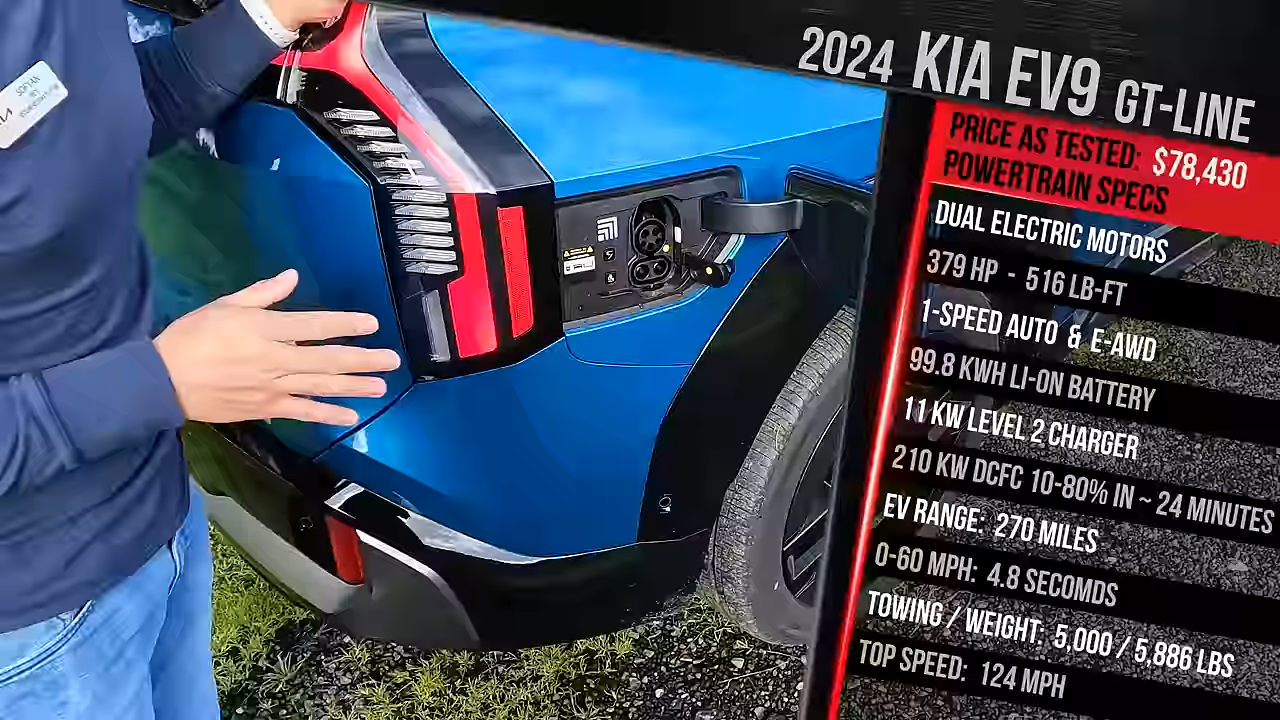 2024 KIA EV9 GT-LINE
PRICE AS TESTED: $78,430
POWERTRAIN SPECS
DUAL ELECTRIC MOTORS
379 HP - 516 LB-FT
1-SPEED AUTO & E-AWD
99.8 KWH LI-ON BATTERY
11 KW LEVEL 2 CHARGER
210 KW DCFC 10-80% IN ~ 24 MINUTES
EV RANGE: 270 MILES
0-60 MPH: 4.8 SECONDS
TOWING / WEIGHT: 5,000 / 5,886 LBS
TOP SPEED: 124 MPH